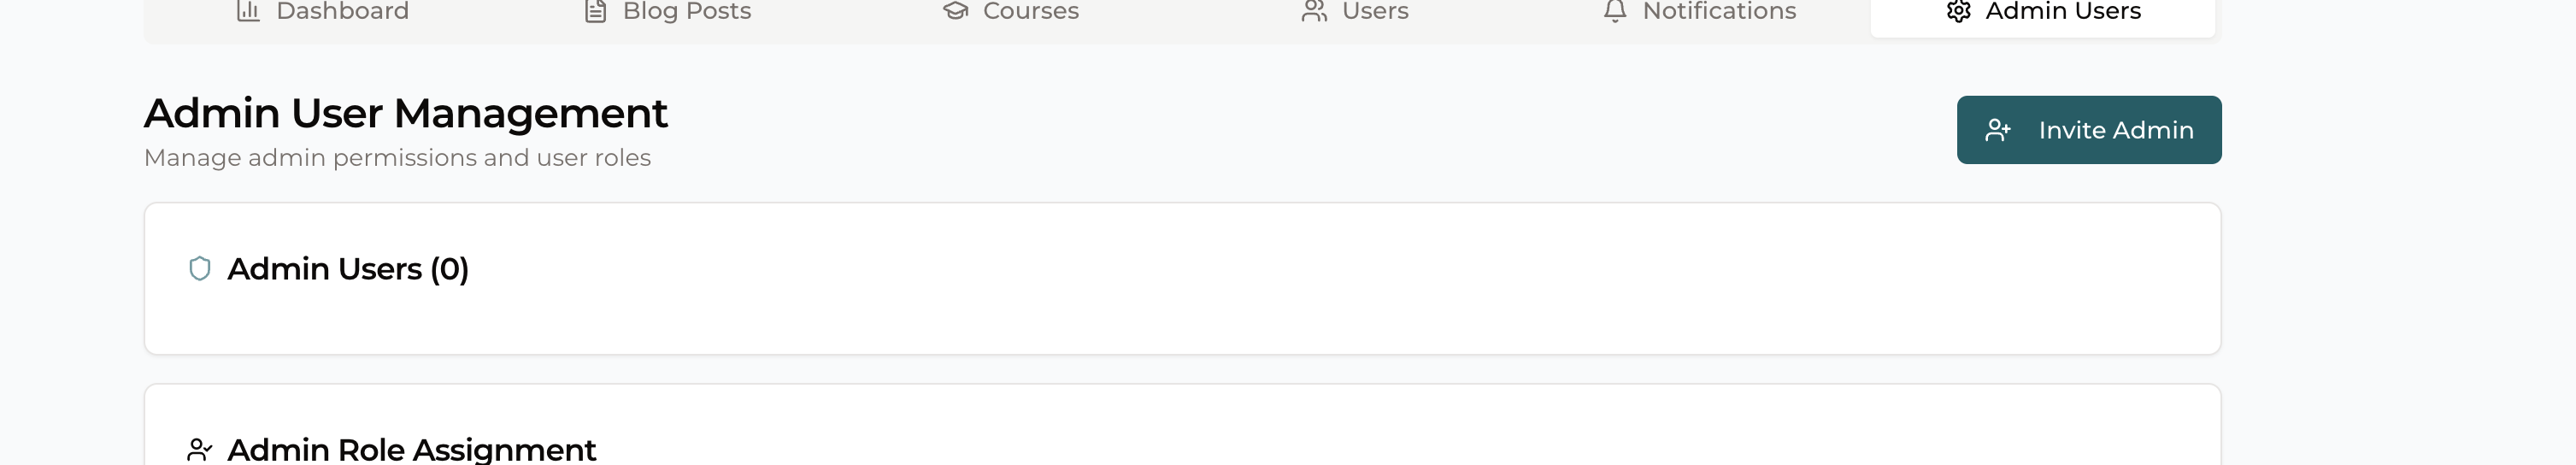 Dashboard Blog Posts Courses Users Notifications Admin Users
Admin User Management
Invite Admin
Manage admin permissions and user roles
Admin Users (0)
Admin Role Assignment